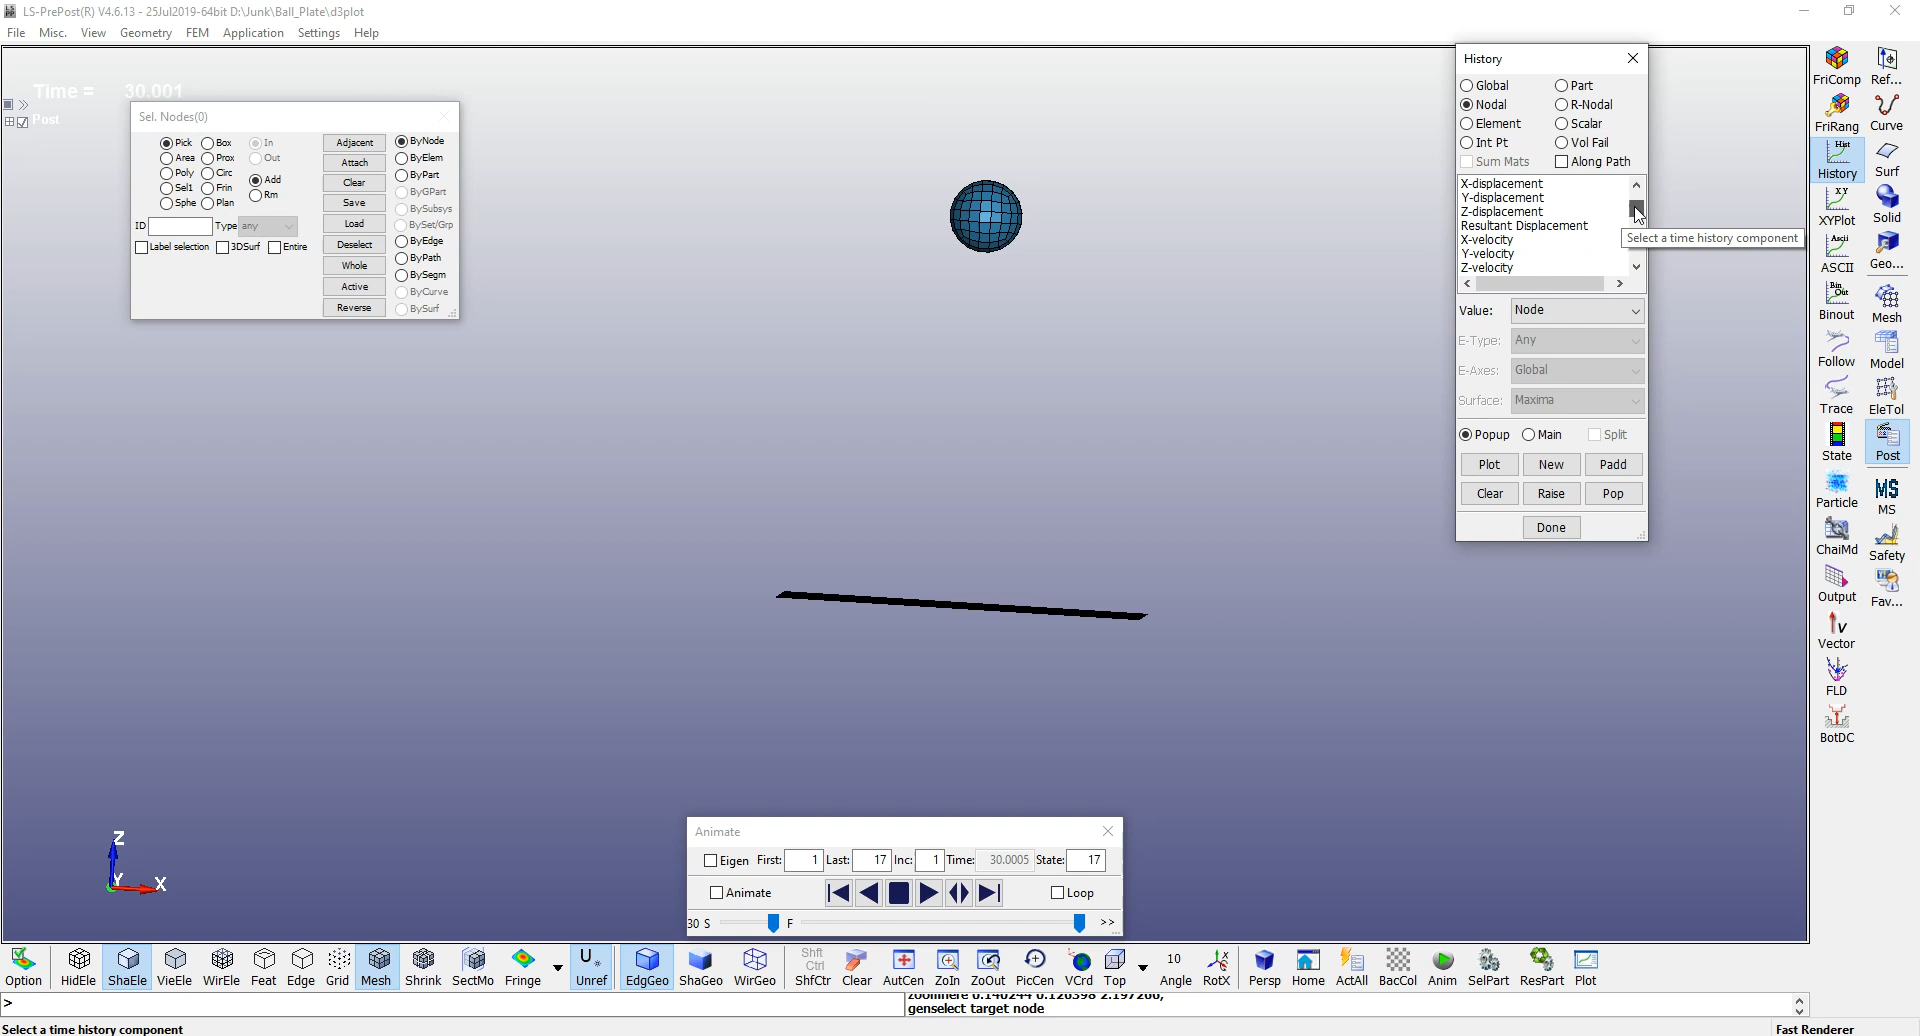 LS-PrePost(R) V4.6.13 - 25Jul2019-64bit D:\Junk\Ball_Plate\d3plot
File Misc. View Geometry FEM Application Settings Help
Time = 30.001
Post
Sel. Nodes(0)
Pick Box In Adjacent ByNode
Area Prox Out Attach ByElem
Poly Circ Add Clear ByPart
Sel1 Frin Rm Save ByGPart
Sphe Plan Load BySubsys
ID Type any Deselect BySet/Grp
Label selection 3DSurf Entire Whole ByEdge
Active ByPath
Reverse BySegm
ByCurve
BySurf
History
Global Part
Nodal R-Nodal
Element Scalar
Int Pt Vol Fail
Sum Mats Along Path
X-displacement
Y-displacement
Z-displacement
Resultant Displacement
X-velocity
Y-velocity
Z-velocity
Select a time history component
Value: Node
E-Type: Any
E-Axes: Global
Surface: Maxima
Popup Main Split
Plot New Padd
Clear Raise Pop
Done
FriComp Ref...
FriRang Curve
Hist
History Surf
XY
XYPlot Solid
Ascii
ASCII Geo...
Bin Out
Binout Mesh
Follow Model
Trace EleTol
State Post
Particle MS
MS
ChaiMd Safety
Output Fav...
V
Vector
FLD
BotDC
Z
Y X
Animate
Eigen First: 1 Last: 17 Inc: 1 Time: 30.0005 State: 17
Animate Loop
30 S F >>
Option HidEle ShaEle VieEle WirEle Feat Edge Grid Mesh Shrink SectMo Fringe U Unref EdgGeo ShaGeo WirGeo Shft Ctrl ShfCtr Clear AutCen ZoIn ZoOut PicCen VCrd Top 10 Angle RotX Persp Home ActAll BacCol Anim SelPart ResPart Plot
>
genselect target node
Select a time history component
Fast Renderer